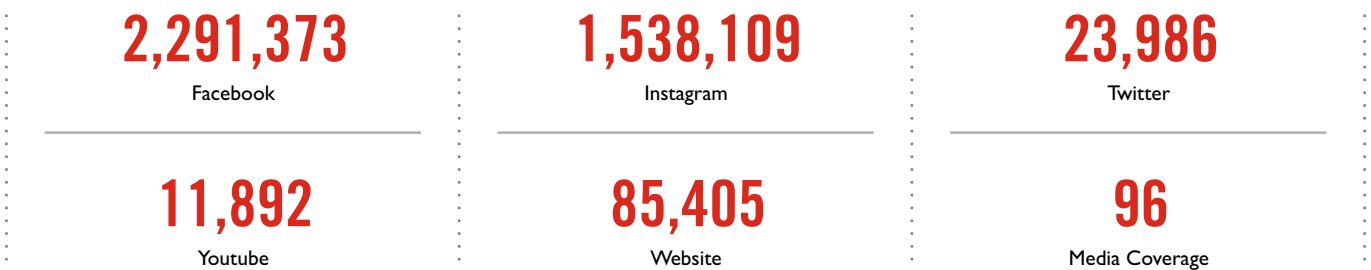 2,291,373
Facebook
1,538,109
Instagram
23,986
Twitter
11,892
Youtube
85,405
Website
96
Media Coverage